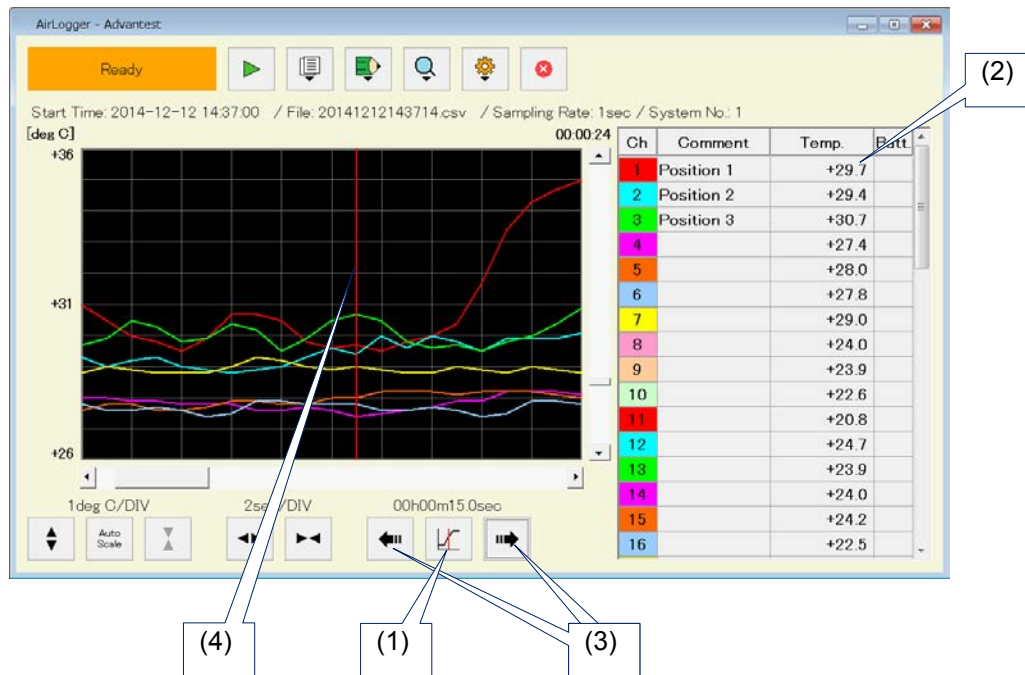 AirLogger - Advantest
Ready
(2)
Start Time: 2014-12-12 14:37:00 / File: 20141212143714.csv / Sampling Rate: 1sec / System No.: 1
[deg C] 00:00:24
+36
+31
+26
Ch Comment Temp. Batt.
1 Position 1 +29.7
2 Position 2 +29.4
3 Position 3 +30.7
4 +27.4
5 +28.0
6 +27.8
7 +29.0
8 +24.0
9 +23.9
10 +22.6
11 +20.8
12 +24.7
13 +23.9
14 +24.0
15 +24.2
16 +22.5
1deg C/DIV 2sec/DIV 00h00m15.0sec
Auto
Scale
(4) (1) (3)